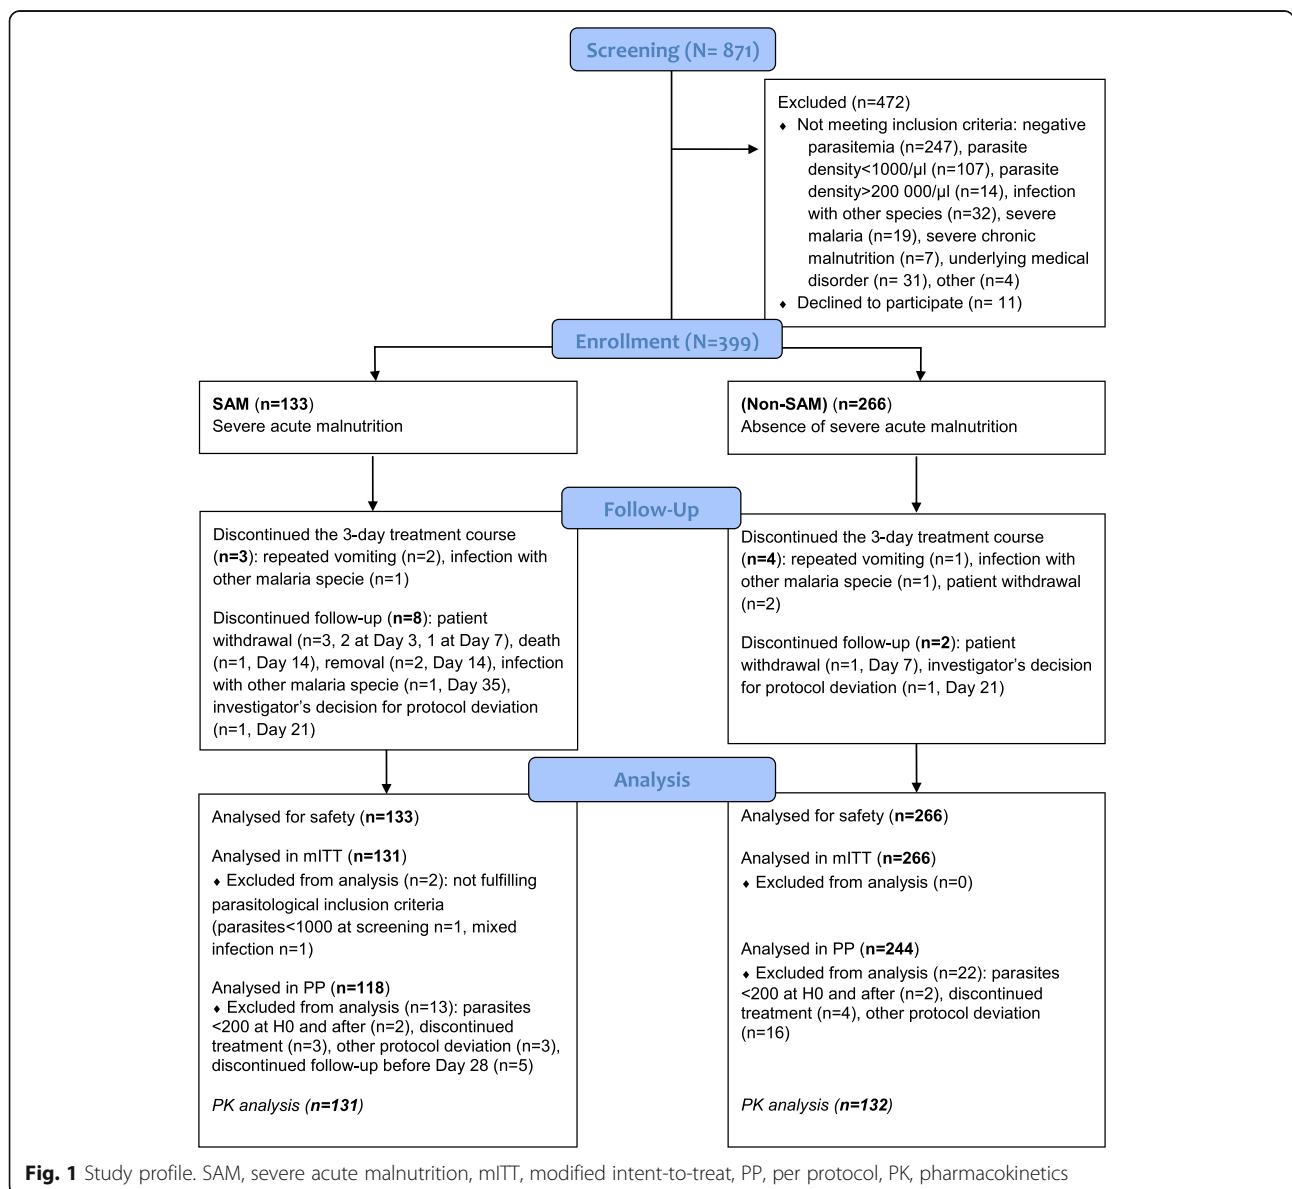 Screening (N= 871)
Excluded (n=472)
♦ Not meeting inclusion criteria: negative
parasitemia (n=247), parasite
density<1000/µl (n=107), parasite
density>200 000/µl (n=14), infection
with other species (n=32), severe
malaria (n=19), severe chronic
malnutrition (n=7), underlying medical
disorder (n= 31), other (n=4)
♦ Declined to participate (n= 11)
Enrollment (N=399)
SAM (n=133)
Severe acute malnutrition
(Non-SAM) (n=266)
Absence of severe acute malnutrition
Follow-Up
Discontinued the 3-day treatment course
(n=3): repeated vomiting (n=2), infection with
other malaria specie (n=1)
Discontinued follow-up (n=8): patient
withdrawal (n=3, 2 at Day 3, 1 at Day 7), death
(n=1, Day 14), removal (n=2, Day 14), infection
with other malaria specie (n=1, Day 35),
investigator's decision for protocol deviation
(n=1, Day 21)
Discontinued the 3-day treatment course
(n=4): repeated vomiting (n=1), infection with
other malaria specie (n=1), patient withdrawal
(n=2)
Discontinued follow-up (n=2): patient
withdrawal (n=1, Day 7), investigator's decision
for protocol deviation (n=1, Day 21)
Analysis
Analysed for safety (n=133)
Analysed in mITT (n=131)
♦ Excluded from analysis (n=2): not fulfilling
parasitological inclusion criteria
(parasites<1000 at screening n=1, mixed
infection n=1)
Analysed in PP (n=118)
♦ Excluded from analysis (n=13): parasites
<200 at H0 and after (n=2), discontinued
treatment (n=3), other protocol deviation (n=3),
discontinued follow-up before Day 28 (n=5)
PK analysis (n=131)
Analysed for safety (n=266)
Analysed in mITT (n=266)
♦ Excluded from analysis (n=0)
Analysed in PP (n=244)
♦ Excluded from analysis (n=22): parasites
<200 at H0 and after (n=2), discontinued
treatment (n=4), other protocol deviation
(n=16)
PK analysis (n=132)
Fig. 1 Study profile. SAM, severe acute malnutrition, mITT, modified intent-to-treat, PP, per protocol, PK, pharmacokinetics